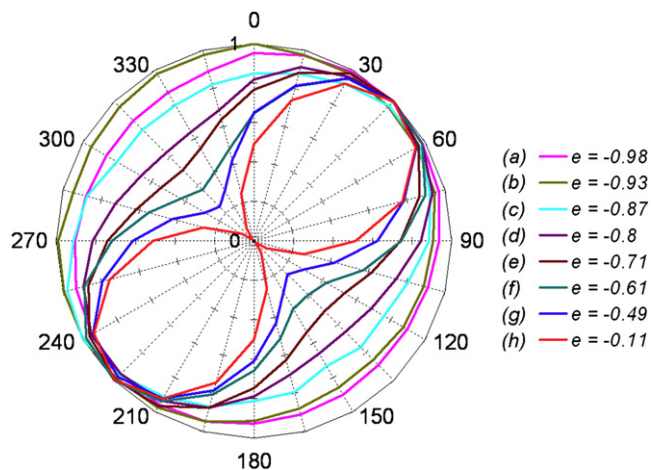 0
1
330
30
300
60
(a) e = -0.98
(b) e = -0.93
(c) e = -0.87
270
0
90
(d) e = -0.8
(e) e = -0.71
(f) e = -0.61
(g) e = -0.49
(h) e = -0.11
240
120
210
150
180